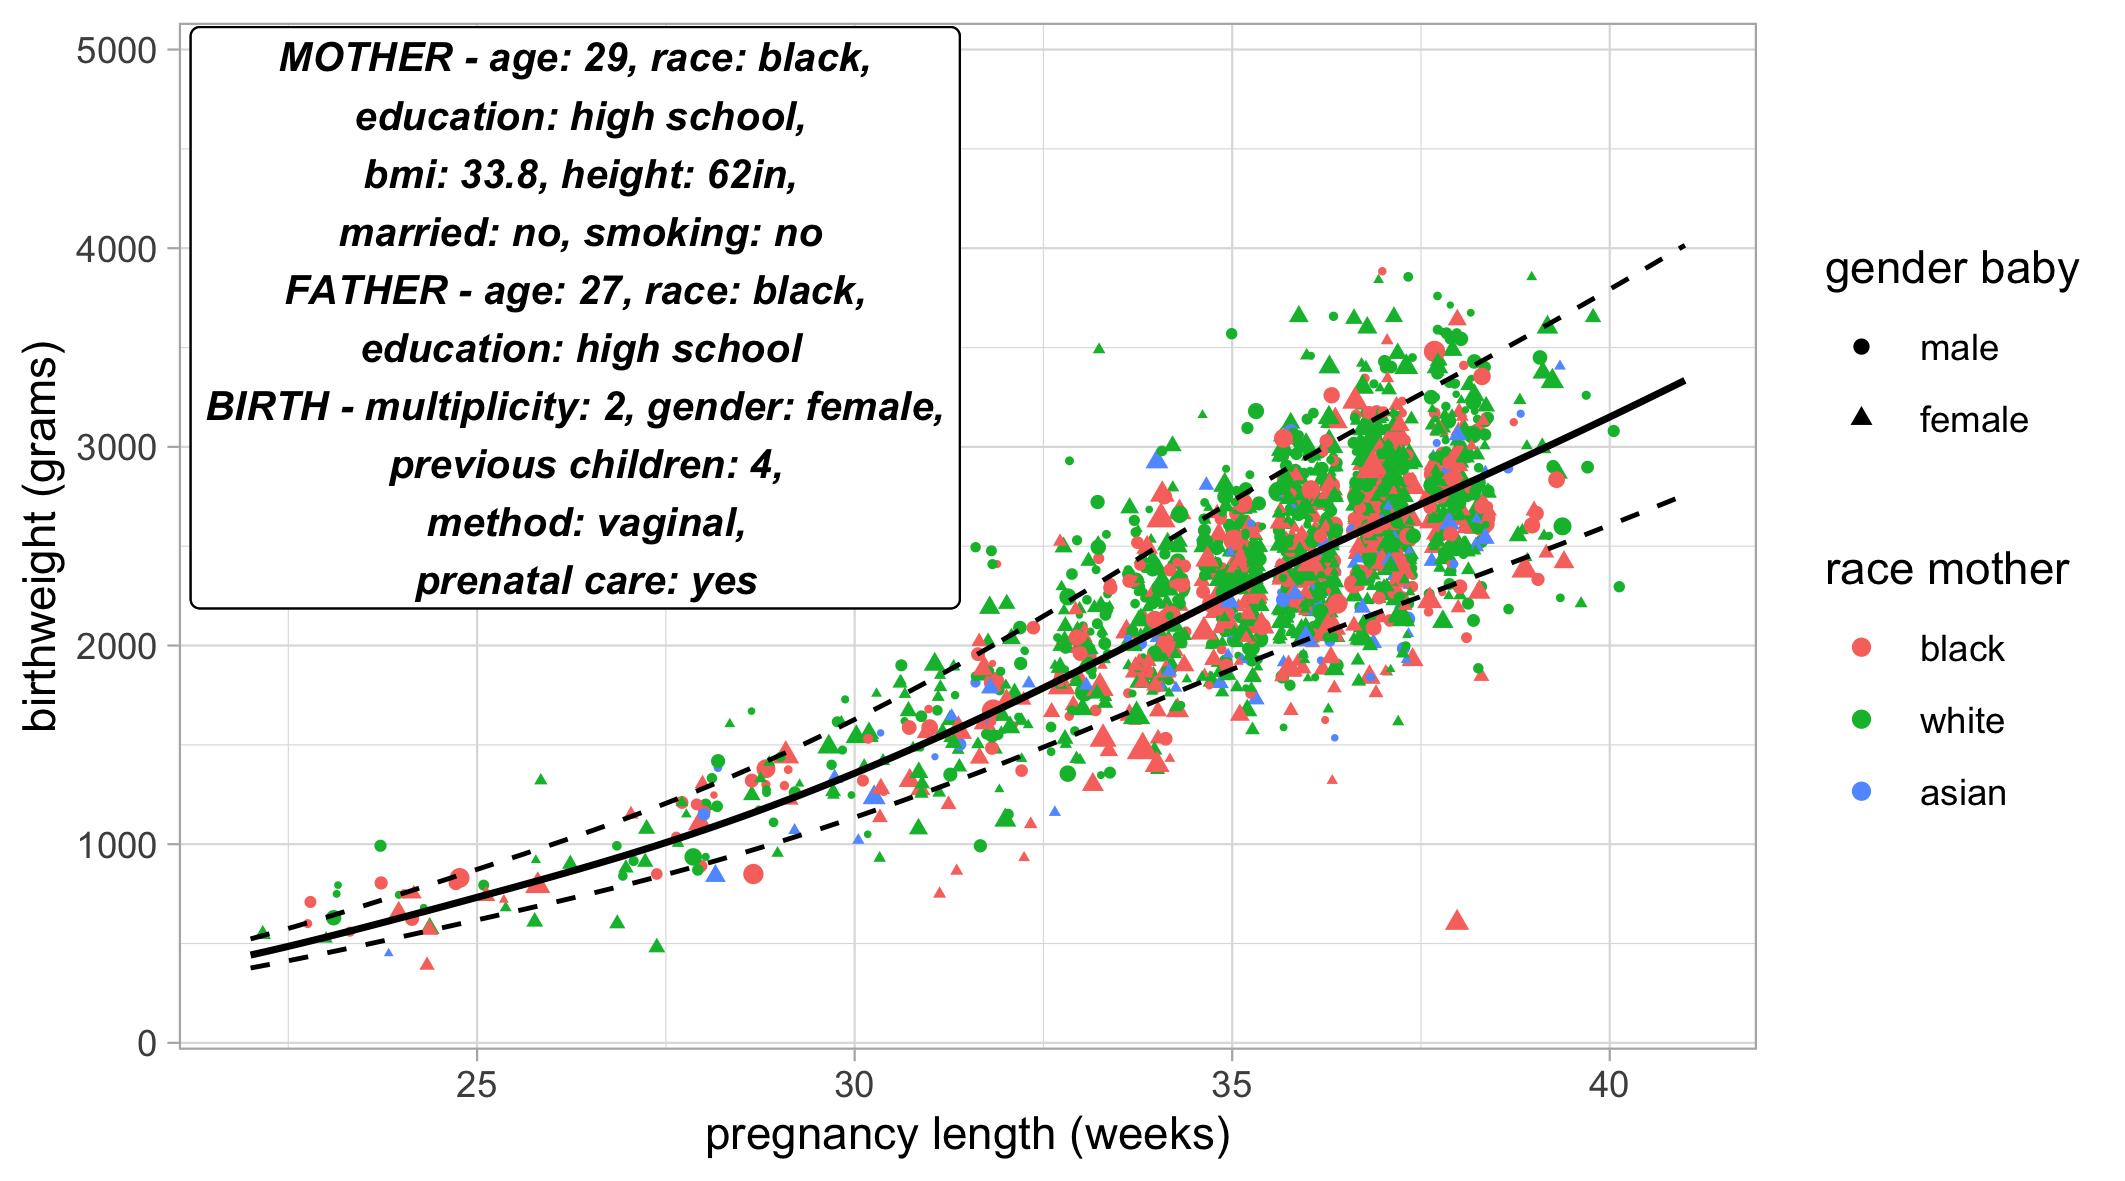 MOTHER - age: 29, race: black,
education: high school,
bmi: 33.8, height: 62in,
married: no, smoking: no
FATHER - age: 27, race: black,
education: high school
BIRTH - multiplicity: 2, gender: female,
previous children: 4,
method: vaginal,
prenatal care: yes
5000
4000
3000
2000
1000
0
birthweight (grams)
25 30 35 40
pregnancy length (weeks)
gender baby
male
female
race mother
black
white
asian